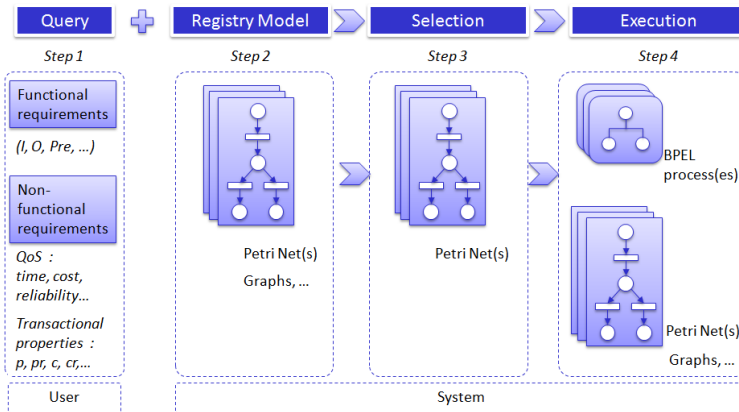 Query
Registry Model
Selection
Execution
Step 1
Step 2
Step 3
Step 4
Functional
requirements
(I, O, Pre, ...)
Non-
functional
requirements
QoS :
time, cost,
reliability...
Transactional
properties :
p, pr, c, cr,...
Petri Net(s)
Graphs, ...
Petri Net(s)
BPEL
process(es)
Petri Net(s)
Graphs, ...
User
System